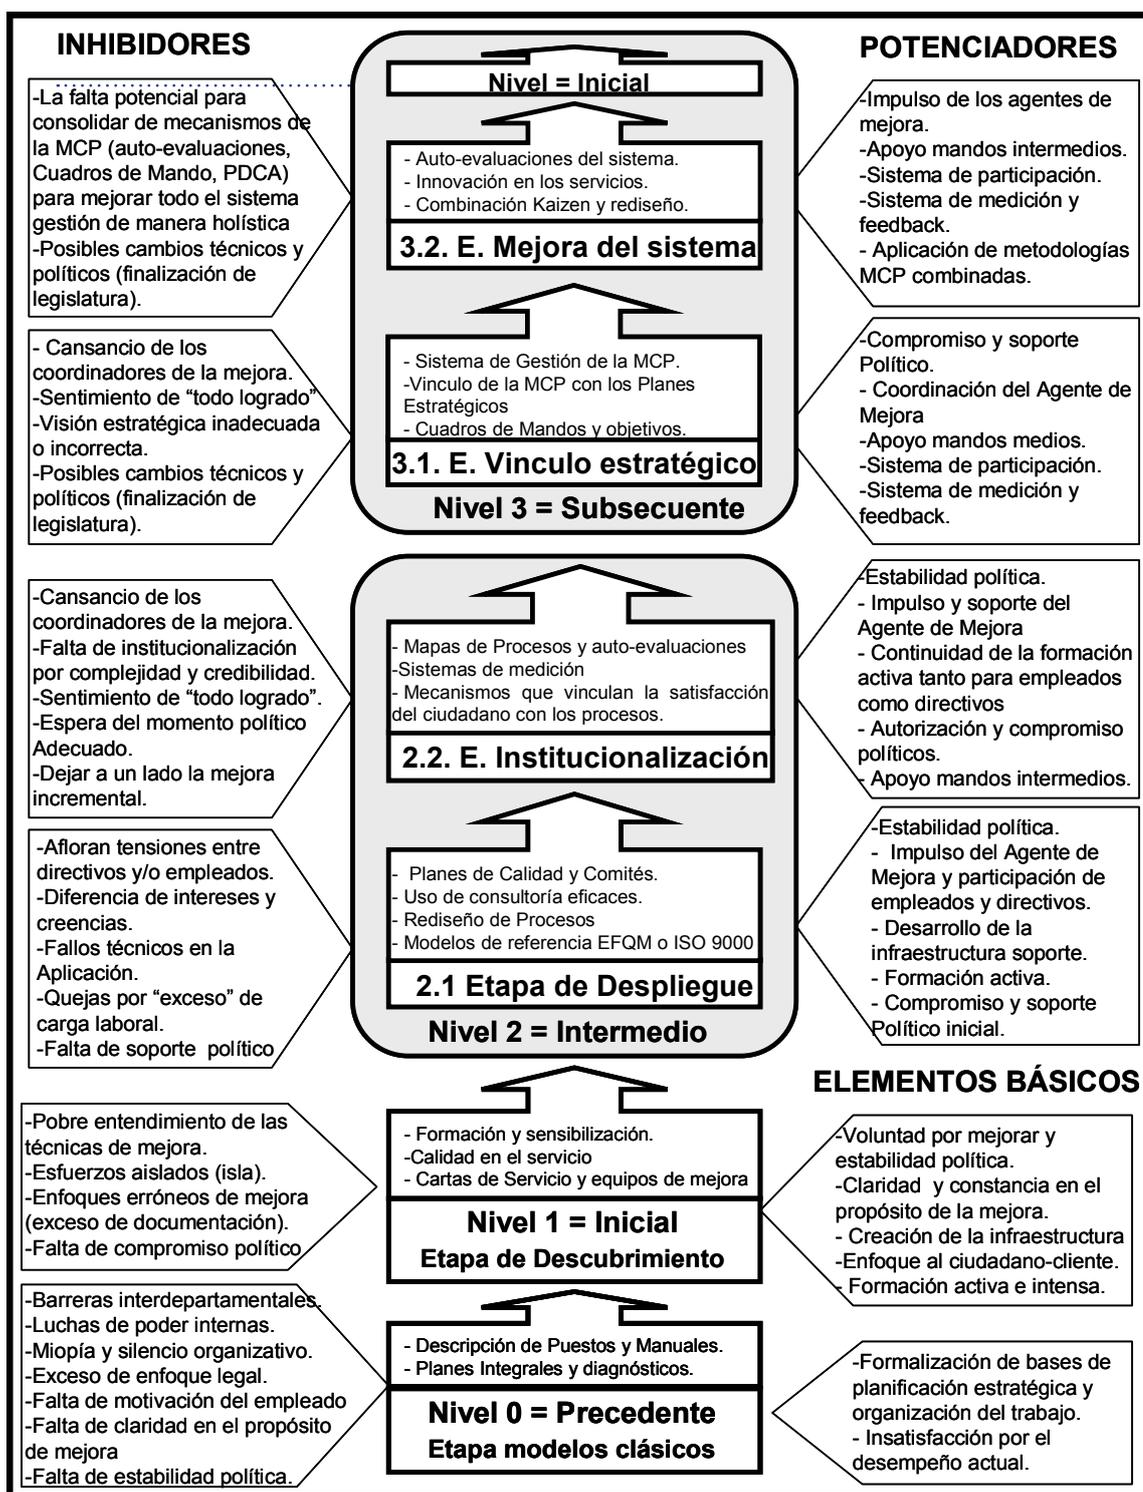 INHIBIDORES
-La falta potencial para
consolidar de mecanismos de
la MCP (auto-evaluaciones,
Cuadros de Mando, PDCA)
para mejorar todo el sistema
gestión de manera holística
-Posibles cambios técnicos y
políticos (finalización de
legislatura).
- Cansancio de los
coordinadores de la mejora.
-Sentimiento de “todo logrado”
-Visión estratégica inadecuada
o incorrecta.
-Posibles cambios técnicos y
políticos (finalización de
legislatura).
-Cansancio de los
coordinadores de la mejora.
-Falta de institucionalización
por complejidad y credibilidad.
-Sentimiento de “todo logrado”.
-Espera del momento político
Adecuado.
-Dejar a un lado la mejora
incremental.
-Afloran tensiones entre
directivos y/o empleados.
-Diferencia de intereses y
creencias.
-Fallos técnicos en la
Aplicación.
-Quejas por “exceso” de
carga laboral.
-Falta de soporte político
-Pobre entendimiento de las
técnicas de mejora.
-Esfuerzos aislados (isla).
-Enfoques erróneos de mejora
(exceso de documentación).
-Falta de compromiso político
-Barreras interdepartamentales.
-Luchas de poder internas.
-Miopía y silencio organizativo.
-Exceso de enfoque legal.
-Falta de motivación del empleado
-Falta de claridad en el propósito
de mejora
-Falta de estabilidad política.
Nivel = Inicial
- Auto-evaluaciones del sistema.
- Innovación en los servicios.
- Combinación Kaizen y rediseño.
3.2. E. Mejora del sistema
- Sistema de Gestión de la MCP.
-Vinculo de la MCP con los Planes
Estratégicos
- Cuadros de Mandos y objetivos.
3.1. E. Vinculo estratégico
Nivel 3 = Subsecuente
- Mapas de Procesos y auto-evaluaciones
-Sistemas de medición
- Mecanismos que vinculan la satisfacción
del ciudadano con los procesos.
2.2. E. Institucionalización
- Planes de Calidad y Comités.
- Uso de consultoría eficaces.
- Rediseño de Procesos
- Modelos de referencia EFQM o ISO 9000
2.1 Etapa de Despliegue
Nivel 2 = Intermedio
- Formación y sensibilización.
-Calidad en el servicio
- Cartas de Servicio y equipos de mejora
Nivel 1 = Inicial
Etapa de Descubrimiento
- Descripción de Puestos y Manuales.
- Planes Integrales y diagnósticos.
Nivel 0 = Precedente
Etapa modelos clásicos
POTENCIADORES
-Impulso de los agentes de
mejora.
-Apoyo mandos intermedios.
-Sistema de participación.
-Sistema de medición y
feedback.
- Aplicación de metodologías
MCP combinadas.
-Compromiso y soporte
Político.
- Coordinación del Agente de
Mejora
-Apoyo mandos medios.
-Sistema de participación.
-Sistema de medición y
feedback.
-Estabilidad política.
- Impulso y soporte del
Agente de Mejora
- Continuidad de la formación
activa tanto para empleados
como directivos
- Autorización y compromiso
políticos.
- Apoyo mandos intermedios.
-Estabilidad política.
- Impulso del Agente de
Mejora y participación de
empleados y directivos.
- Desarrollo de la
infraestructura soporte.
- Formación activa.
- Compromiso y soporte
Político inicial.
ELEMENTOS BÁSICOS
-Voluntad por mejorar y
estabilidad política.
-Claridad y constancia en el
propósito de la mejora.
- Creación de la infraestructura
-Enfoque al ciudadano-cliente.
- Formación activa e intensa.
-Formalización de bases de
planificación estratégica y
organización del trabajo.
- Insatisfacción por el
desempeño actual.